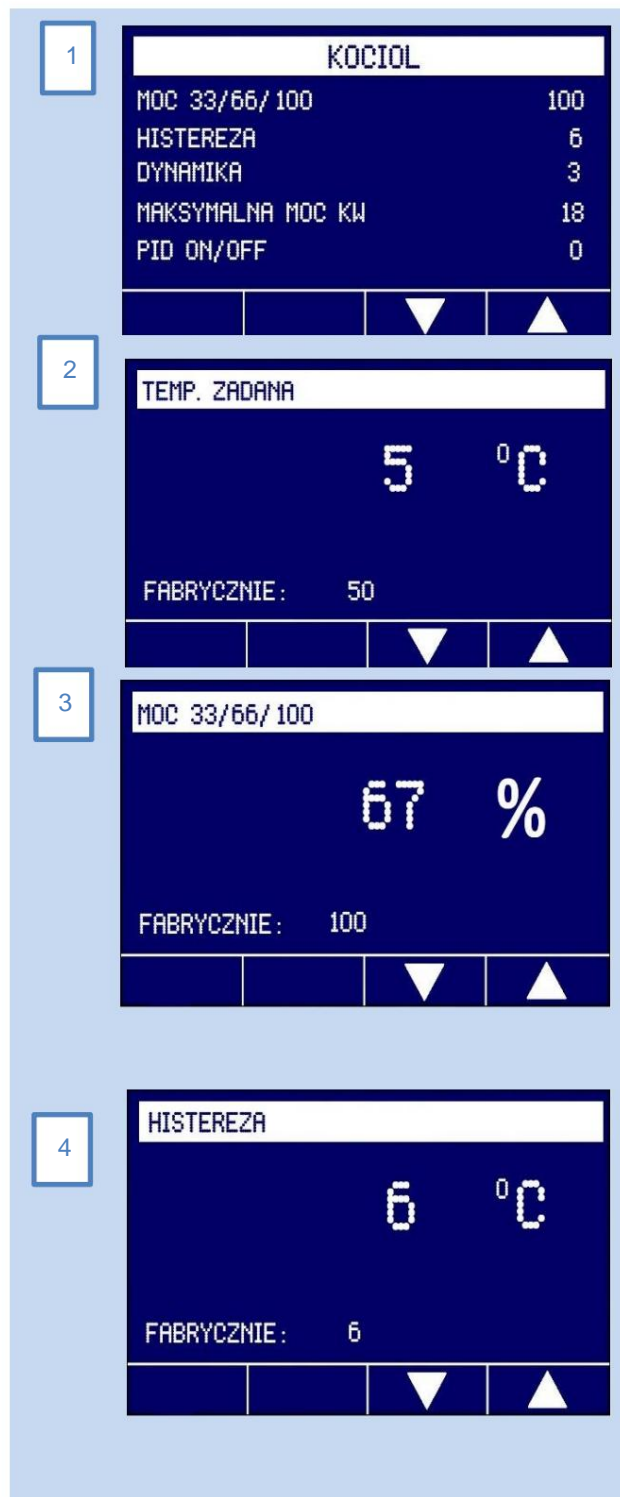 1
KOCIOL
MOC 33/66/100 100
HISTEREZA 6
DYNAMIKA 3
MAKSYMALNA MOC KW 18
PID ON/OFF 0
2
TEMP. ZADANA
5 °C
FABRYCZNIE: 50
3
MOC 33/66/100
67 %
FABRYCZNIE: 100
4
HISTEREZA
6 °C
FABRYCZNIE: 6